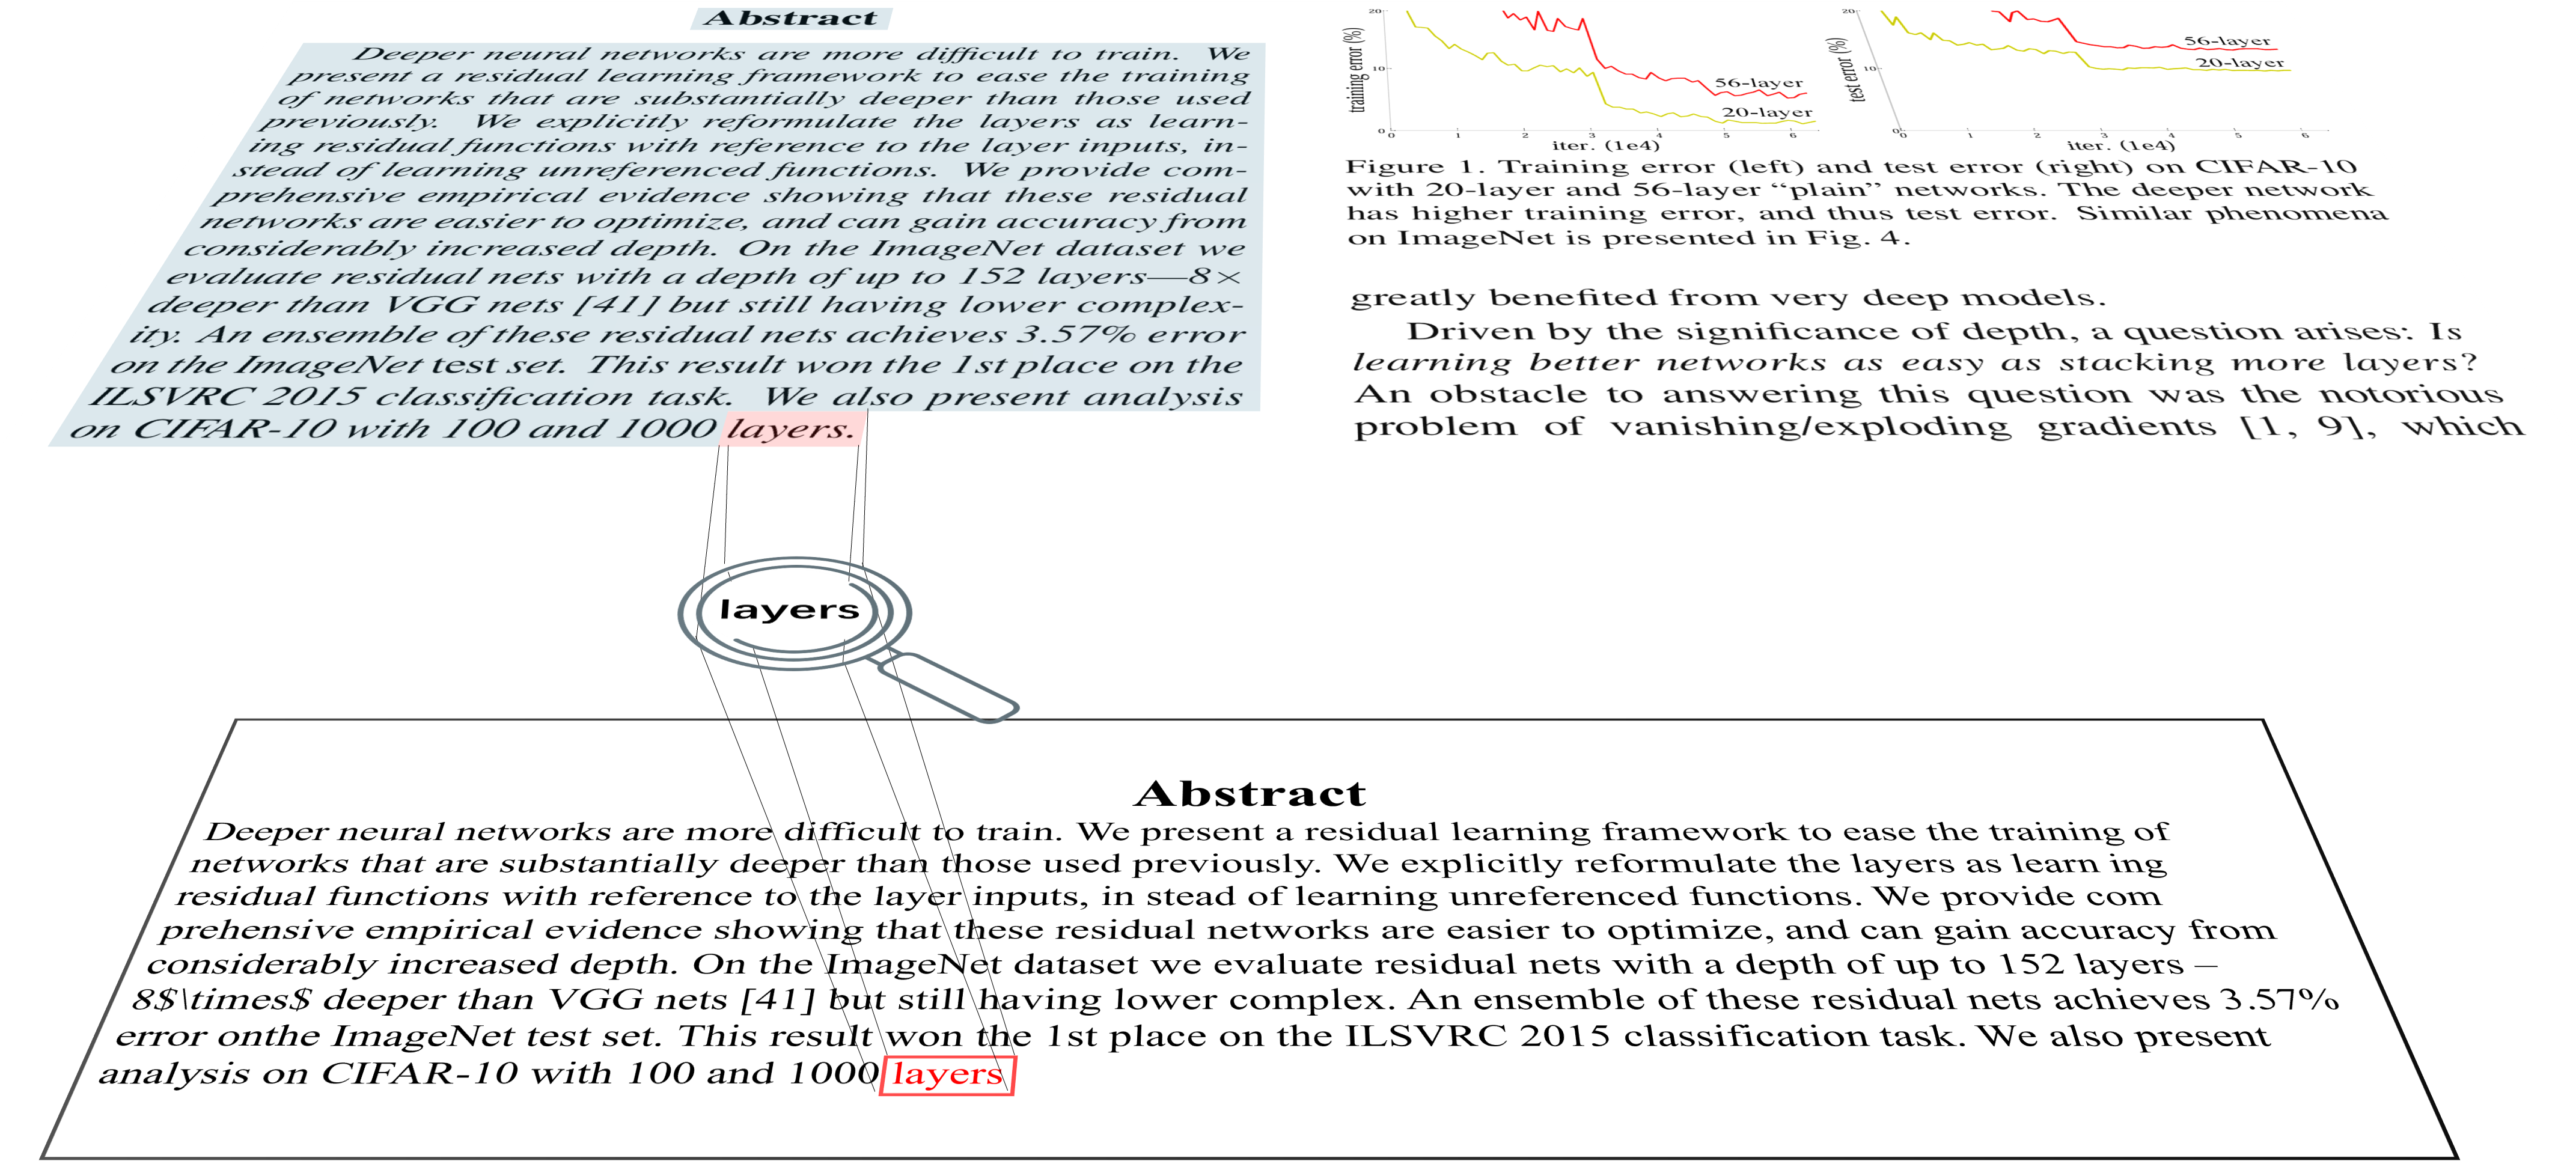 Abstract
Deeper neural networks are more difficult to train. We
present a residual learning framework to ease the training
of networks that are substantially deeper than those used
previously. We explicitly reformulate the layers as learn-
ing residual functions with reference to the layer inputs, in-
stead of learning unreferenced functions. We provide com-
prehensive empirical evidence showing that these residual
networks are easier to optimize, and can gain accuracy from
considerably increased depth. On the ImageNet dataset we
evaluate residual nets with a depth of up to 152 layers—8×
deeper than VGG nets [41] but still having lower complex-
ity. An ensemble of these residual nets achieves 3.57% error
on the ImageNet test set. This result won the 1st place on the
ILSVRC 2015 classification task. We also present analysis
on CIFAR-10 with 100 and 1000 layers.
20
10
0
training error (%)
56-layer
20-layer
0 1 2 3 4 5 6
iter. (1e4)
20
10
0
test error (%)
56-layer
20-layer
0 1 2 3 4 5 6
iter. (1e4)
Figure 1. Training error (left) and test error (right) on CIFAR-10
with 20-layer and 56-layer “plain” networks. The deeper network
has higher training error, and thus test error. Similar phenomena
on ImageNet is presented in Fig. 4.
greatly benefited from very deep models.
Driven by the significance of depth, a question arises: Is
learning better networks as easy as stacking more layers?
An obstacle to answering this question was the notorious
problem of vanishing/exploding gradients [1, 9], which
layers
Abstract
Deeper neural networks are more difficult to train. We present a residual learning framework to ease the training of
networks that are substantially deeper than those used previously. We explicitly reformulate the layers as learn ing
residual functions with reference to the layer inputs, in stead of learning unreferenced functions. We provide com
prehensive empirical evidence showing that these residual networks are easier to optimize, and can gain accuracy from
considerably increased depth. On the ImageNet dataset we evaluate residual nets with a depth of up to 152 layers –
8$\times$ deeper than VGG nets [41] but still having lower complex. An ensemble of these residual nets achieves 3.57%
error onthe ImageNet test set. This result won the 1st place on the ILSVRC 2015 classification task. We also present
analysis on CIFAR-10 with 100 and 1000 layers